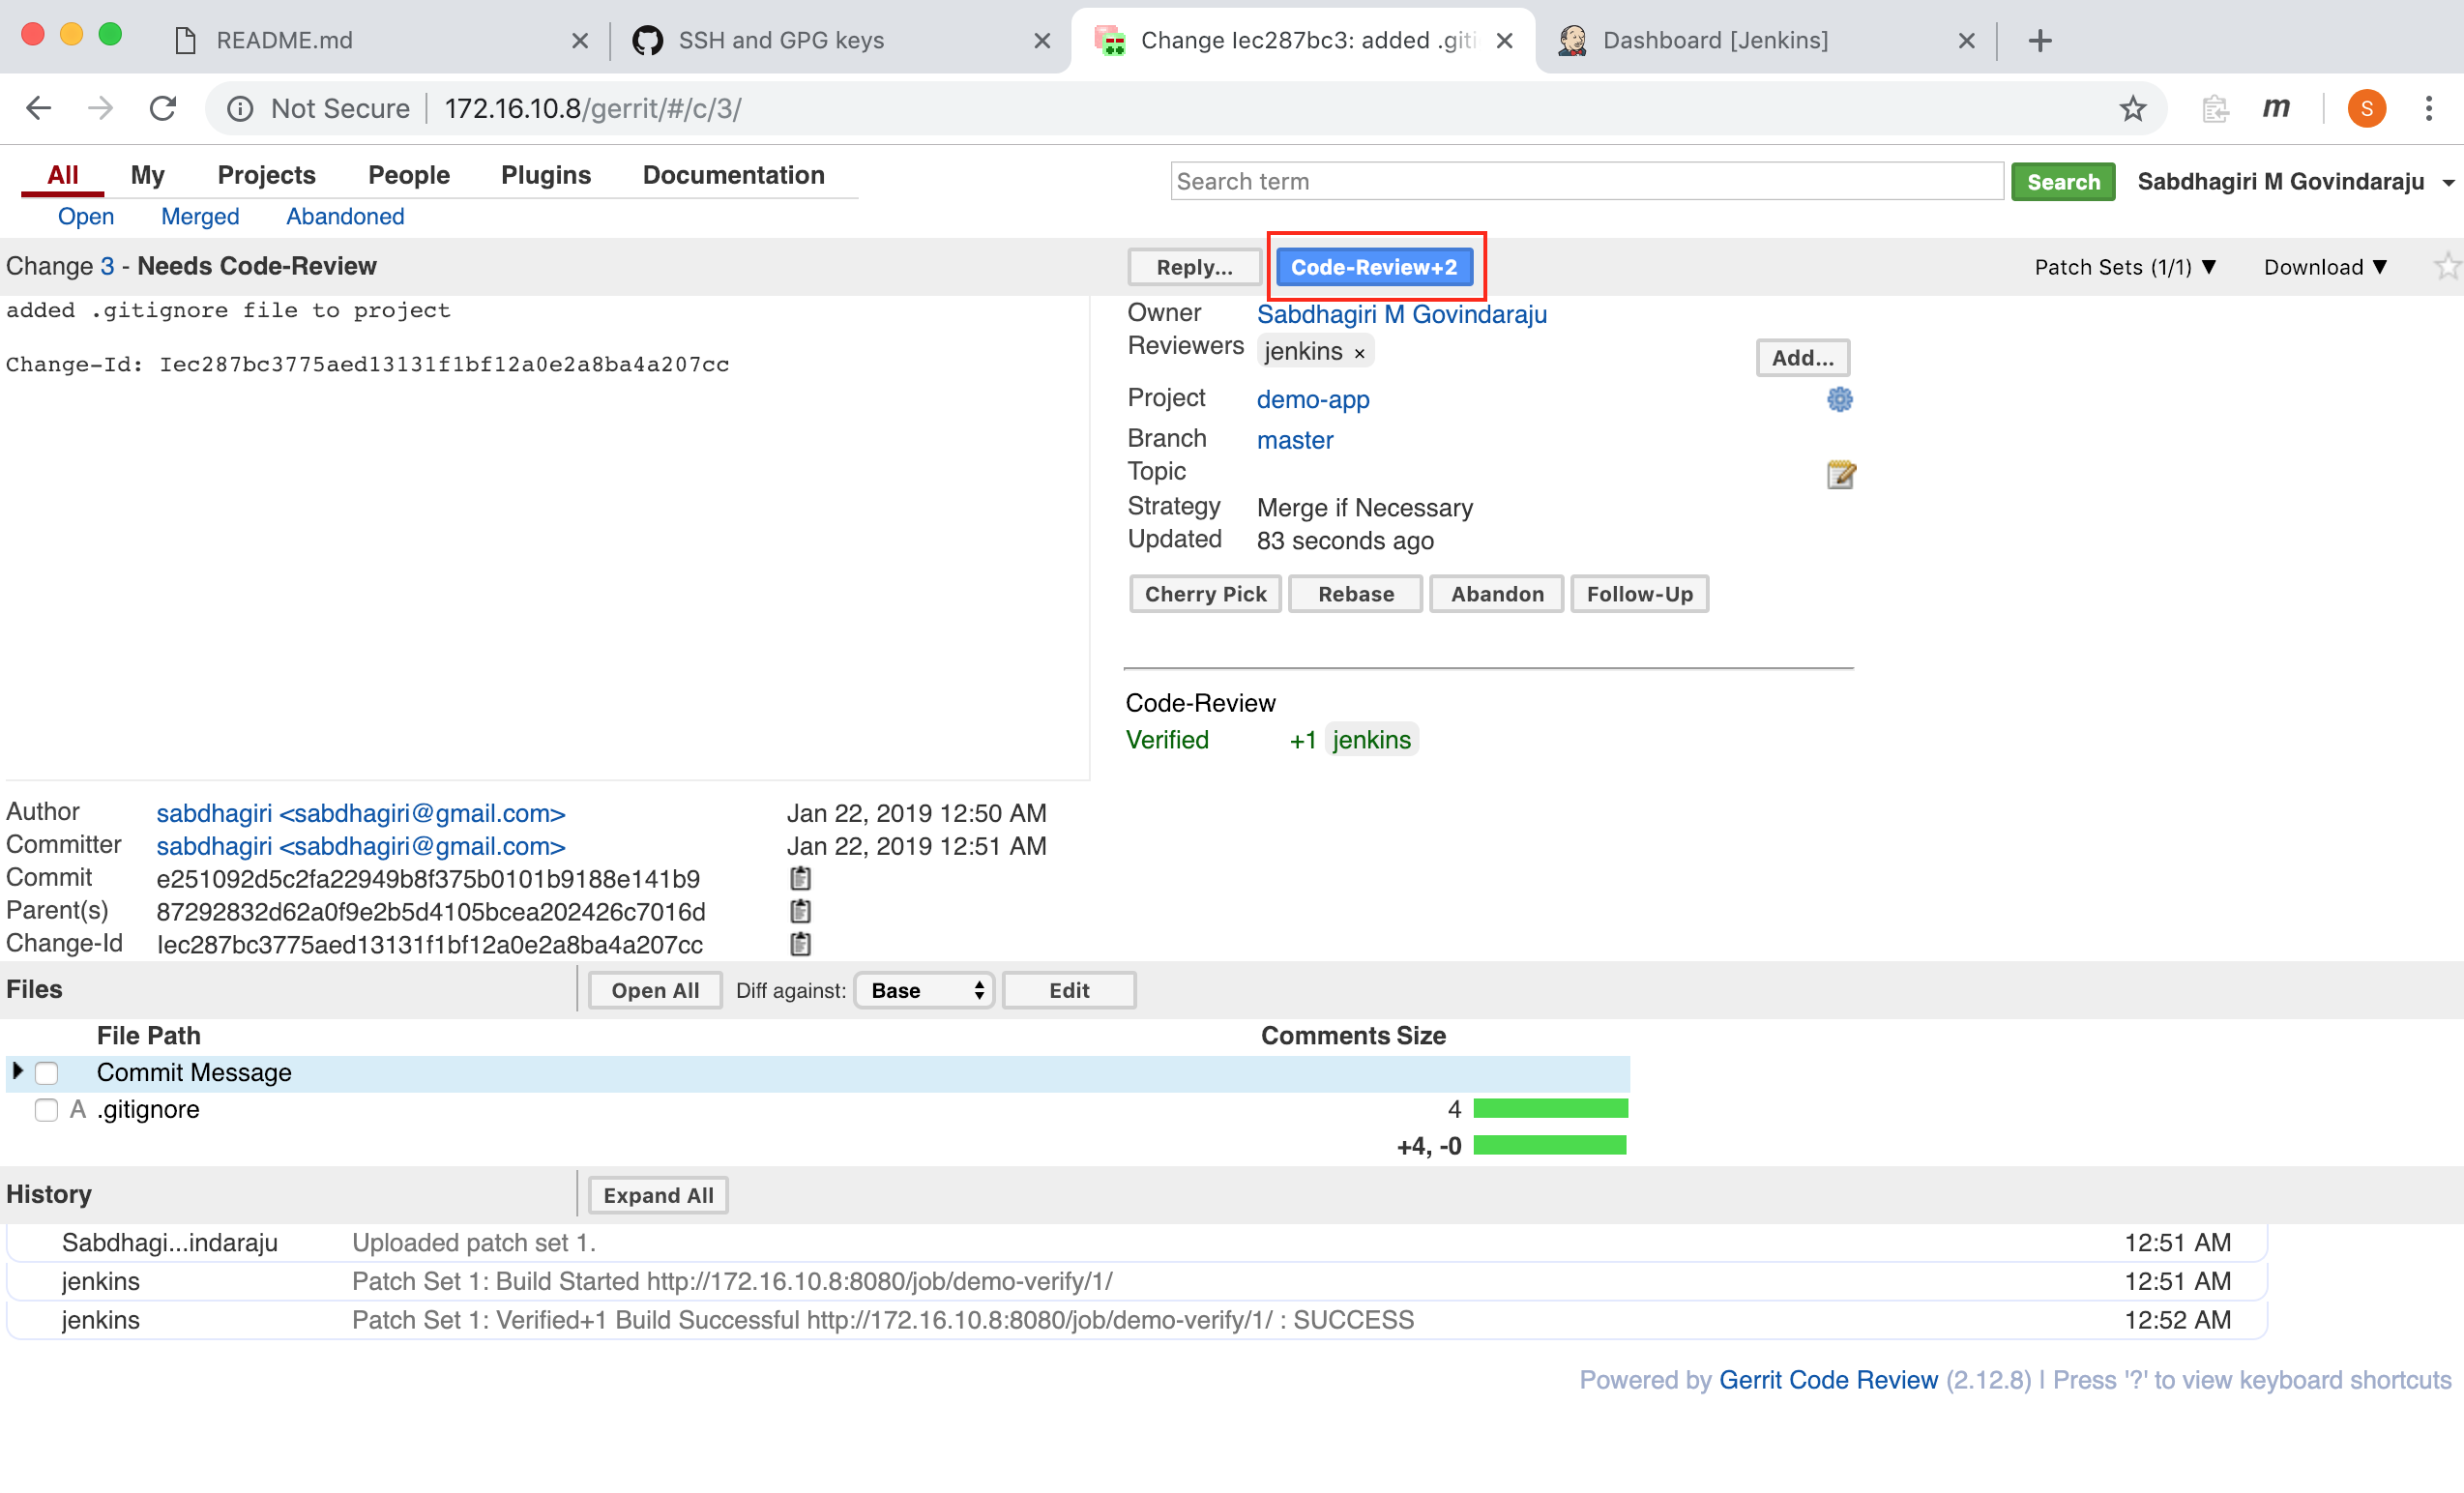 README.md
SSH and GPG keys
Change Iec287bc3: added .giti
Dashboard [Jenkins]
Not Secure 172.16.10.8/gerrit/#/c/3/
m
S
All My Projects People Plugins Documentation
Search term
Search
Sabdhagiri M Govindaraju
Open Merged Abandoned
Change 3 - Needs Code-Review
Reply...
Code-Review+2
Patch Sets (1/1) ▼
Download ▼
added .gitignore file to project
Change-Id: Iec287bc3775aed13131f1bf12a0e2a8ba4a207cc
Owner Sabdhagiri M Govindaraju
Reviewers jenkins ×
Add...
Project demo-app
Branch master
Topic
Strategy Merge if Necessary
Updated 83 seconds ago
Cherry Pick Rebase Abandon Follow-Up
Code-Review
Verified +1 jenkins
Author sabdhagiri <sabdhagiri@gmail.com> Jan 22, 2019 12:50 AM
Committer sabdhagiri <sabdhagiri@gmail.com> Jan 22, 2019 12:51 AM
Commit e251092d5c2fa22949b8f375b0101b9188e141b9
Parent(s) 87292832d62a0f9e2b5d4105bcea202426c7016d
Change-Id Iec287bc3775aed13131f1bf12a0e2a8ba4a207cc
Files Open All Diff against: Base Edit
File Path Comments Size
Commit Message
A .gitignore 4
+4, -0
History Expand All
Sabdhagi...indaraju Uploaded patch set 1. 12:51 AM
jenkins Patch Set 1: Build Started http://172.16.10.8:8080/job/demo-verify/1/ 12:51 AM
jenkins Patch Set 1: Verified+1 Build Successful http://172.16.10.8:8080/job/demo-verify/1/ : SUCCESS 12:52 AM
Powered by Gerrit Code Review (2.12.8) | Press '?' to view keyboard shortcuts